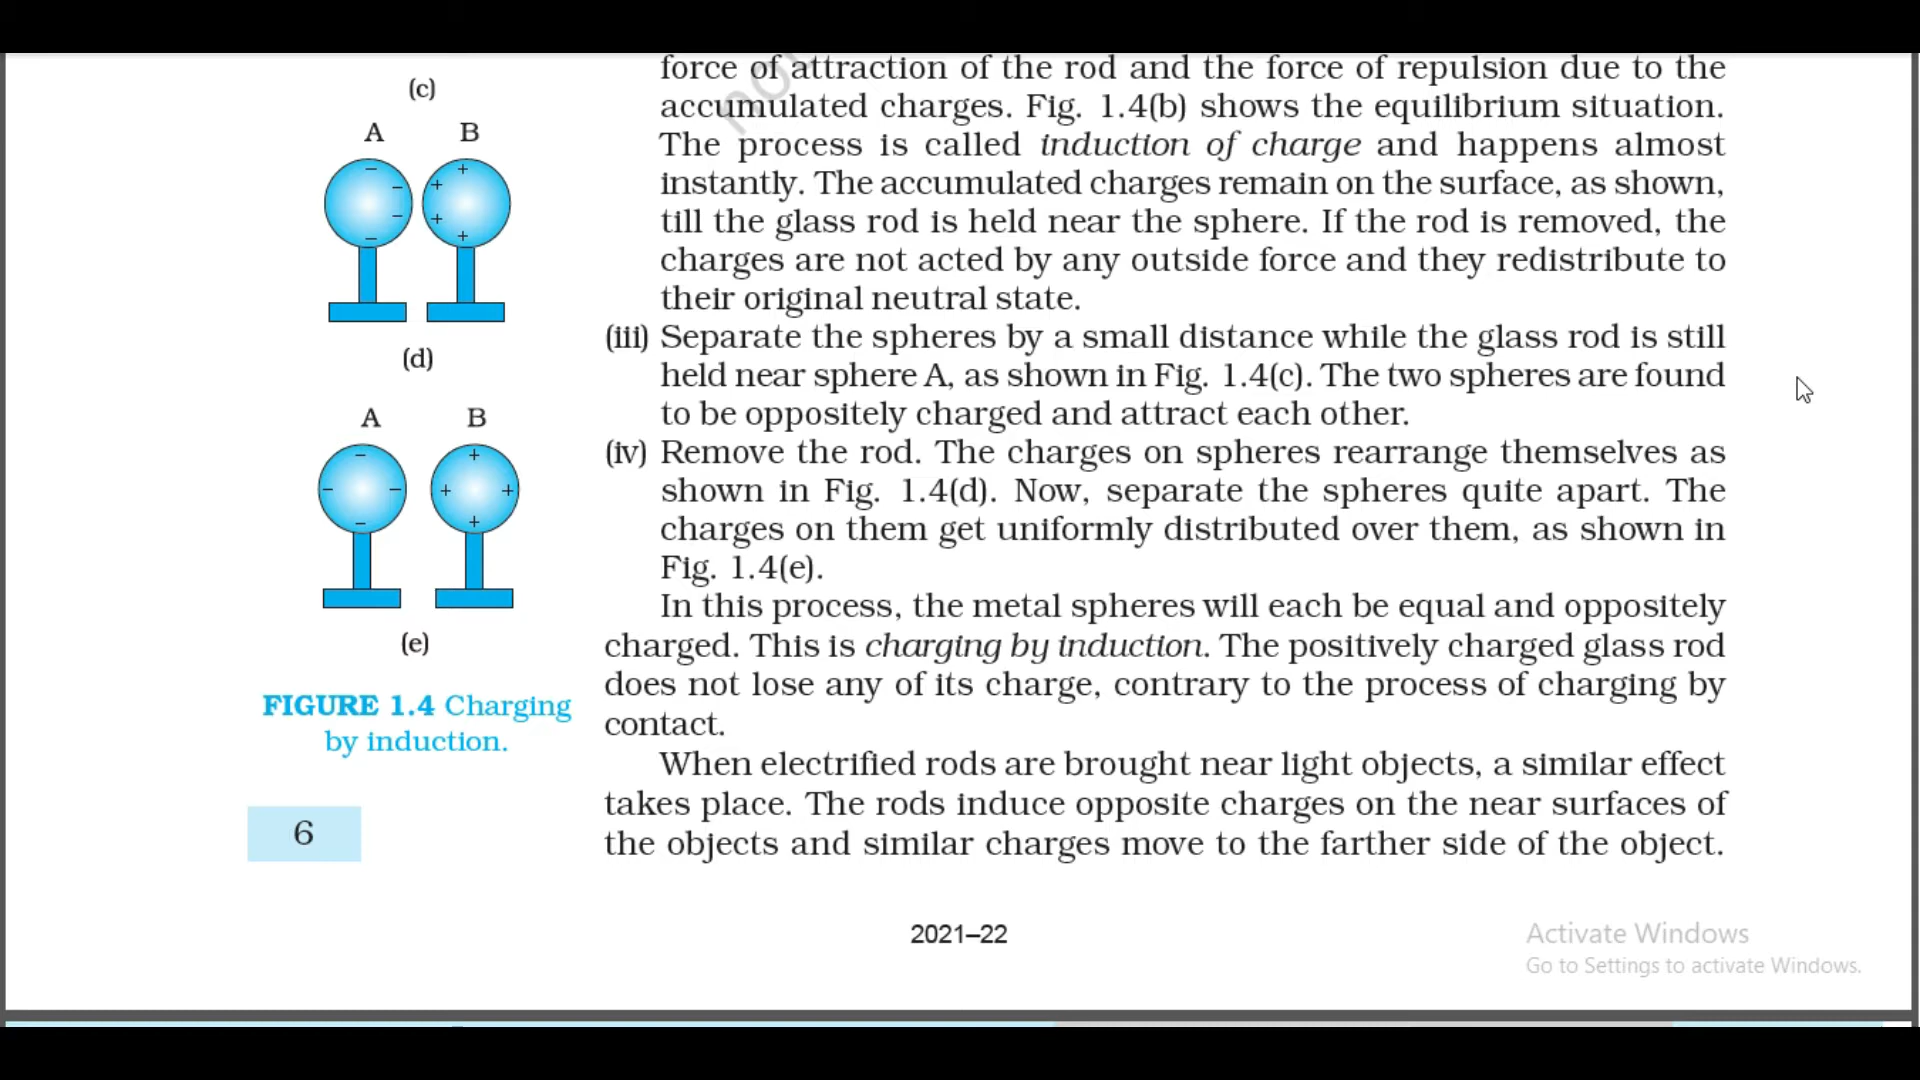 (c)
A B
(d)
A B
(e)
FIGURE 1.4 Charging
by induction.
6
force of attraction of the rod and the force of repulsion due to the
accumulated charges. Fig. 1.4(b) shows the equilibrium situation.
The process is called induction of charge and happens almost
instantly. The accumulated charges remain on the surface, as shown,
till the glass rod is held near the sphere. If the rod is removed, the
charges are not acted by any outside force and they redistribute to
their original neutral state.
(iii) Separate the spheres by a small distance while the glass rod is still
held near sphere A, as shown in Fig. 1.4(c). The two spheres are found
to be oppositely charged and attract each other.
(iv) Remove the rod. The charges on spheres rearrange themselves as
shown in Fig. 1.4(d). Now, separate the spheres quite apart. The
charges on them get uniformly distributed over them, as shown in
Fig. 1.4(e).
In this process, the metal spheres will each be equal and oppositely
charged. This is charging by induction. The positively charged glass rod
does not lose any of its charge, contrary to the process of charging by
contact.
When electrified rods are brought near light objects, a similar effect
takes place. The rods induce opposite charges on the near surfaces of
the objects and similar charges move to the farther side of the object.
2021–22
Activate Windows
Go to Settings to activate Windows.